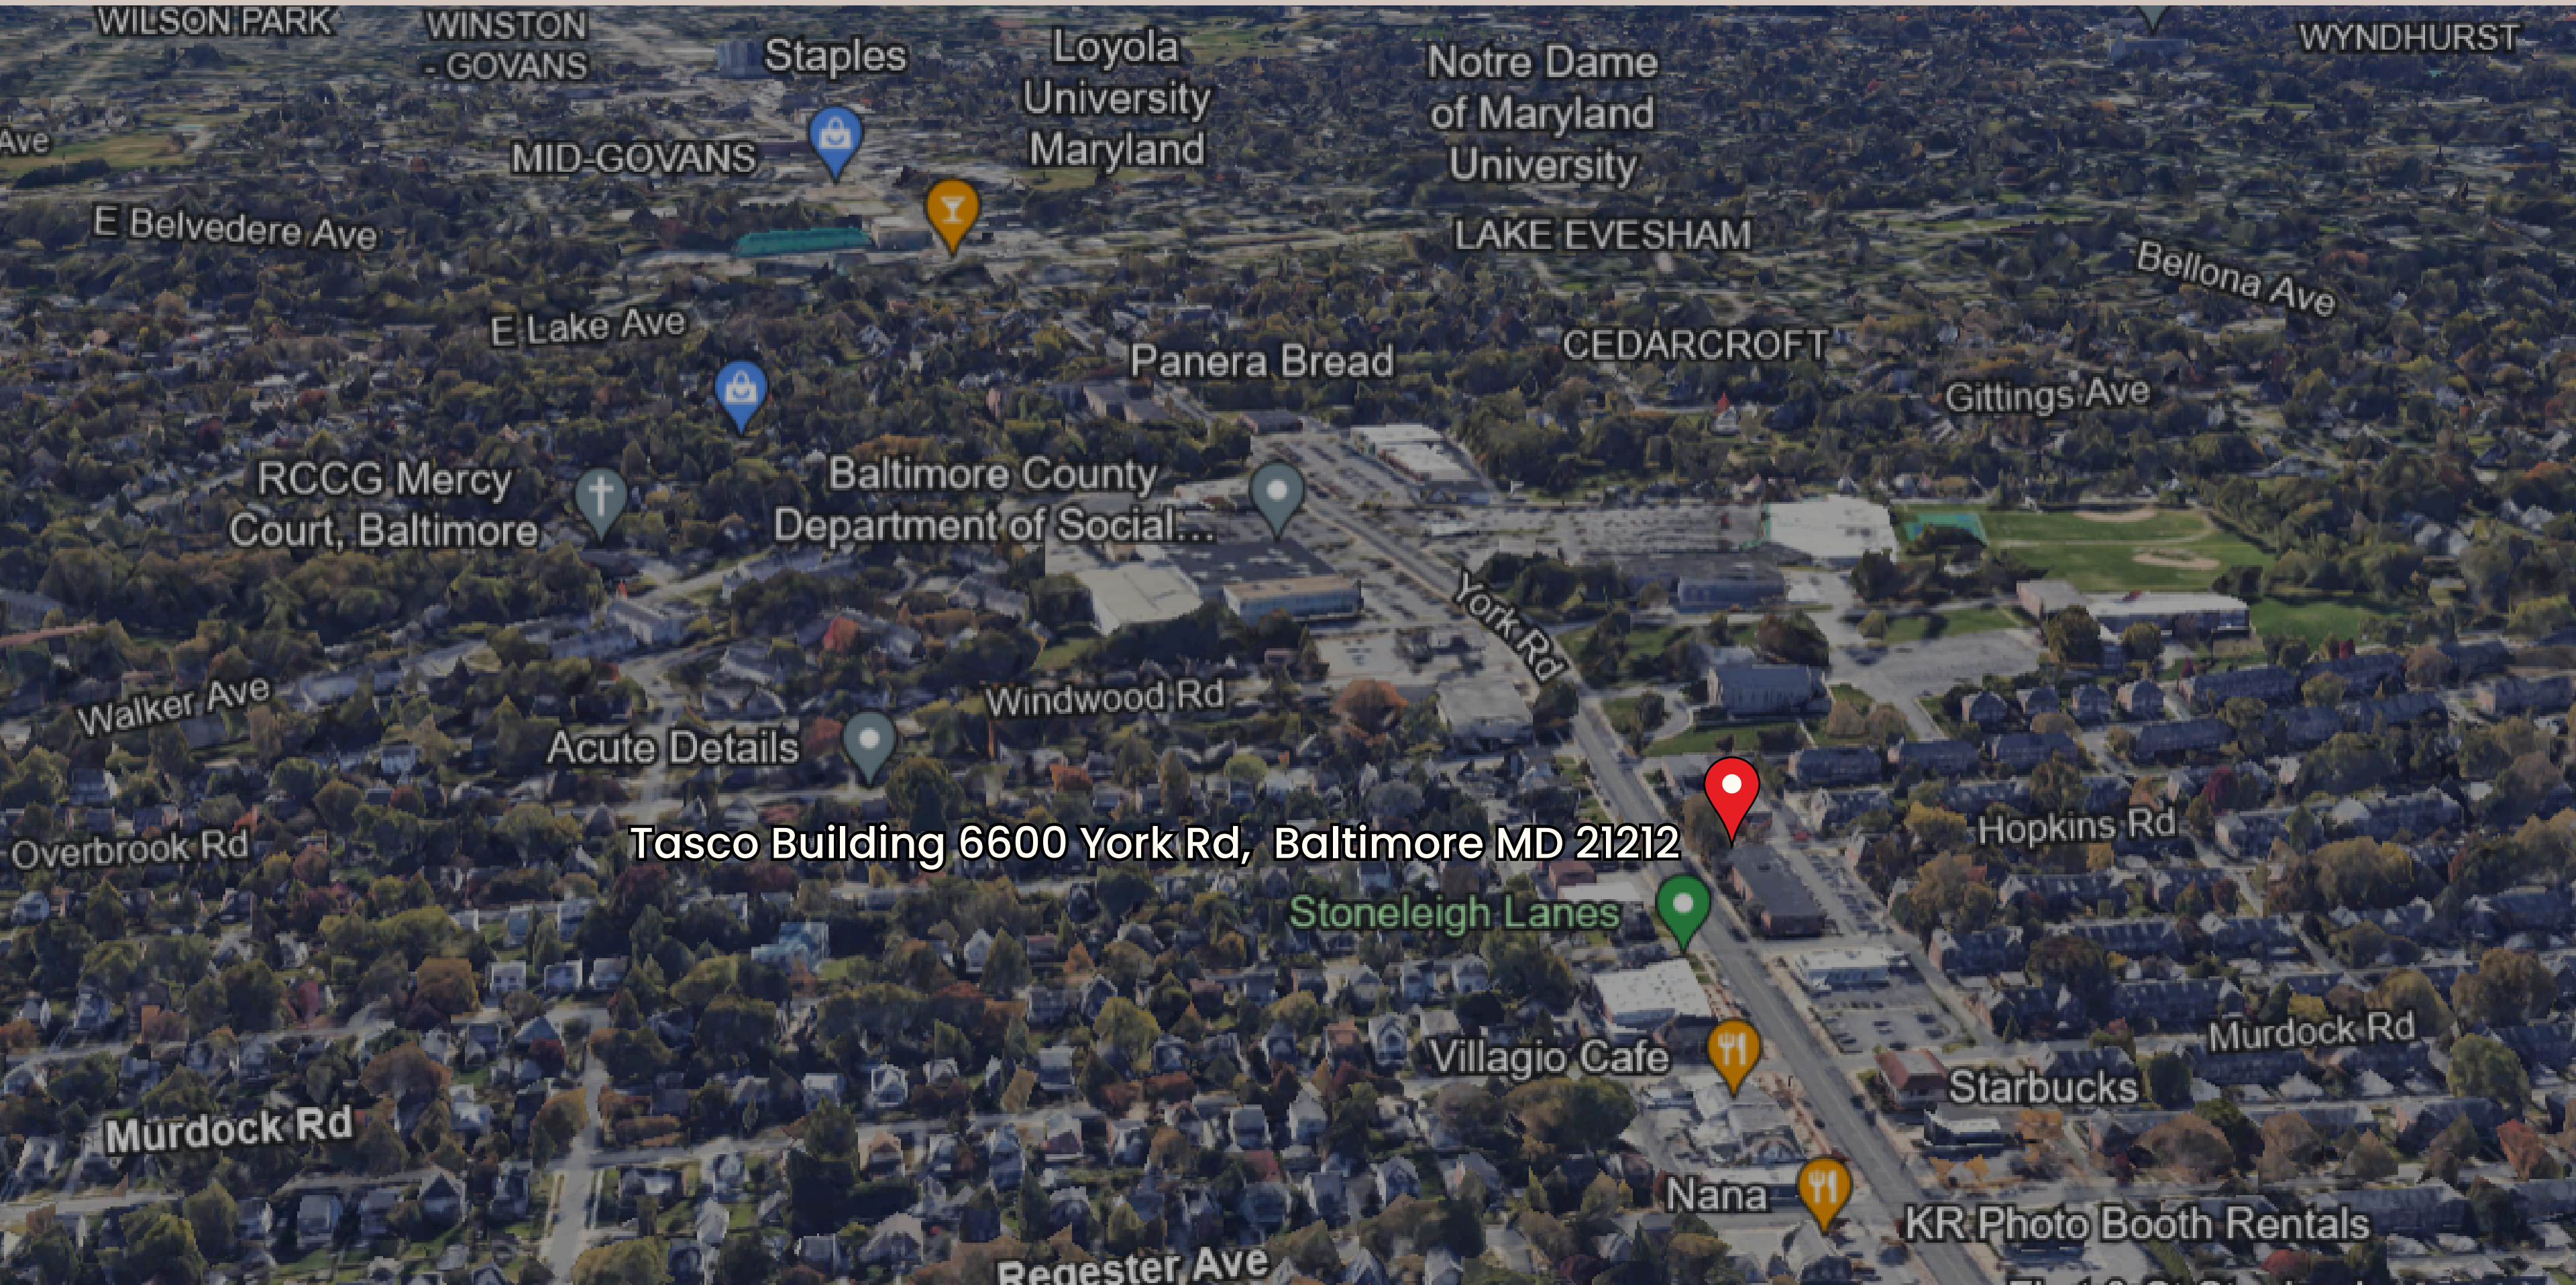 WILSON PARK
WINSTON
- GOVANS
Staples
Loyola
University
Maryland
Notre Dame
of Maryland
University
WYNDHURST
Ave
MID-GOVANS
E Belvedere Ave
LAKE EVESHAM
Bellona Ave
E Lake Ave
Panera Bread
CEDARCROFT
Gittings Ave
RCCG Mercy
Court, Baltimore
Baltimore County
Department of Social...
York Rd
Walker Ave
Windwood Rd
Acute Details
Overbrook Rd
Tasco Building 6600 York Rd, Baltimore MD 21212
Hopkins Rd
Stoneleigh Lanes
Murdock Rd
Villagio Cafe
Starbucks
Murdock Rd
Nana
KR Photo Booth Rentals
Regester Ave